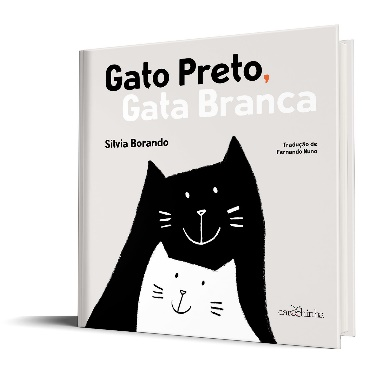 Gato Preto,
Gata Branca
Silvia Borando
Tradução de
Fernando Nuno